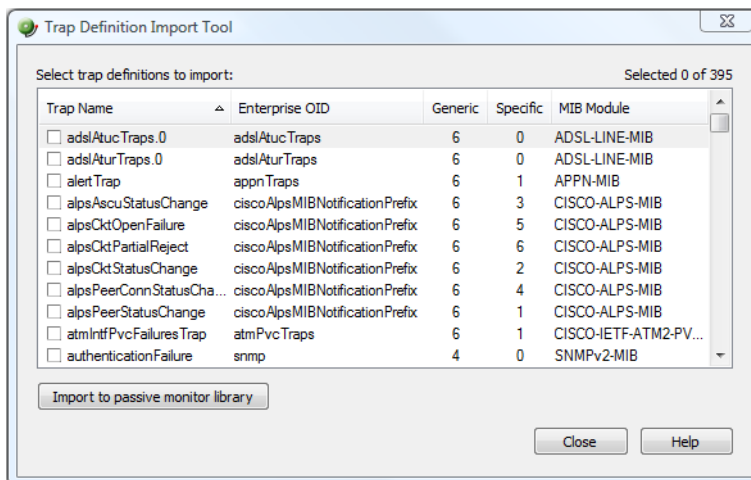 Trap Definition Import Tool
Select trap definitions to import: Selected 0 of 395
Trap Name Enterprise OID Generic Specific MIB Module
adslAtucTraps.0 adslAtucTraps 6 0 ADSL-LINE-MIB
adslAturTraps.0 adslAturTraps 6 0 ADSL-LINE-MIB
alertTrap appnTraps 6 1 APPN-MIB
alpsAscuStatusChange ciscoAlpsMIBNotificationPrefix 6 3 CISCO-ALPS-MIB
alpsCktOpenFailure ciscoAlpsMIBNotificationPrefix 6 5 CISCO-ALPS-MIB
alpsCktPartialReject ciscoAlpsMIBNotificationPrefix 6 6 CISCO-ALPS-MIB
alpsCktStatusChange ciscoAlpsMIBNotificationPrefix 6 2 CISCO-ALPS-MIB
alpsPeerConnStatusCha... ciscoAlpsMIBNotificationPrefix 6 4 CISCO-ALPS-MIB
alpsPeerStatusChange ciscoAlpsMIBNotificationPrefix 6 1 CISCO-ALPS-MIB
atmIntfPvcFailuresTrap atmPvcTraps 6 1 CISCO-IETF-ATM2-PV...
authenticationFailure snmp 4 0 SNMPv2-MIB
Import to passive monitor library
Close Help